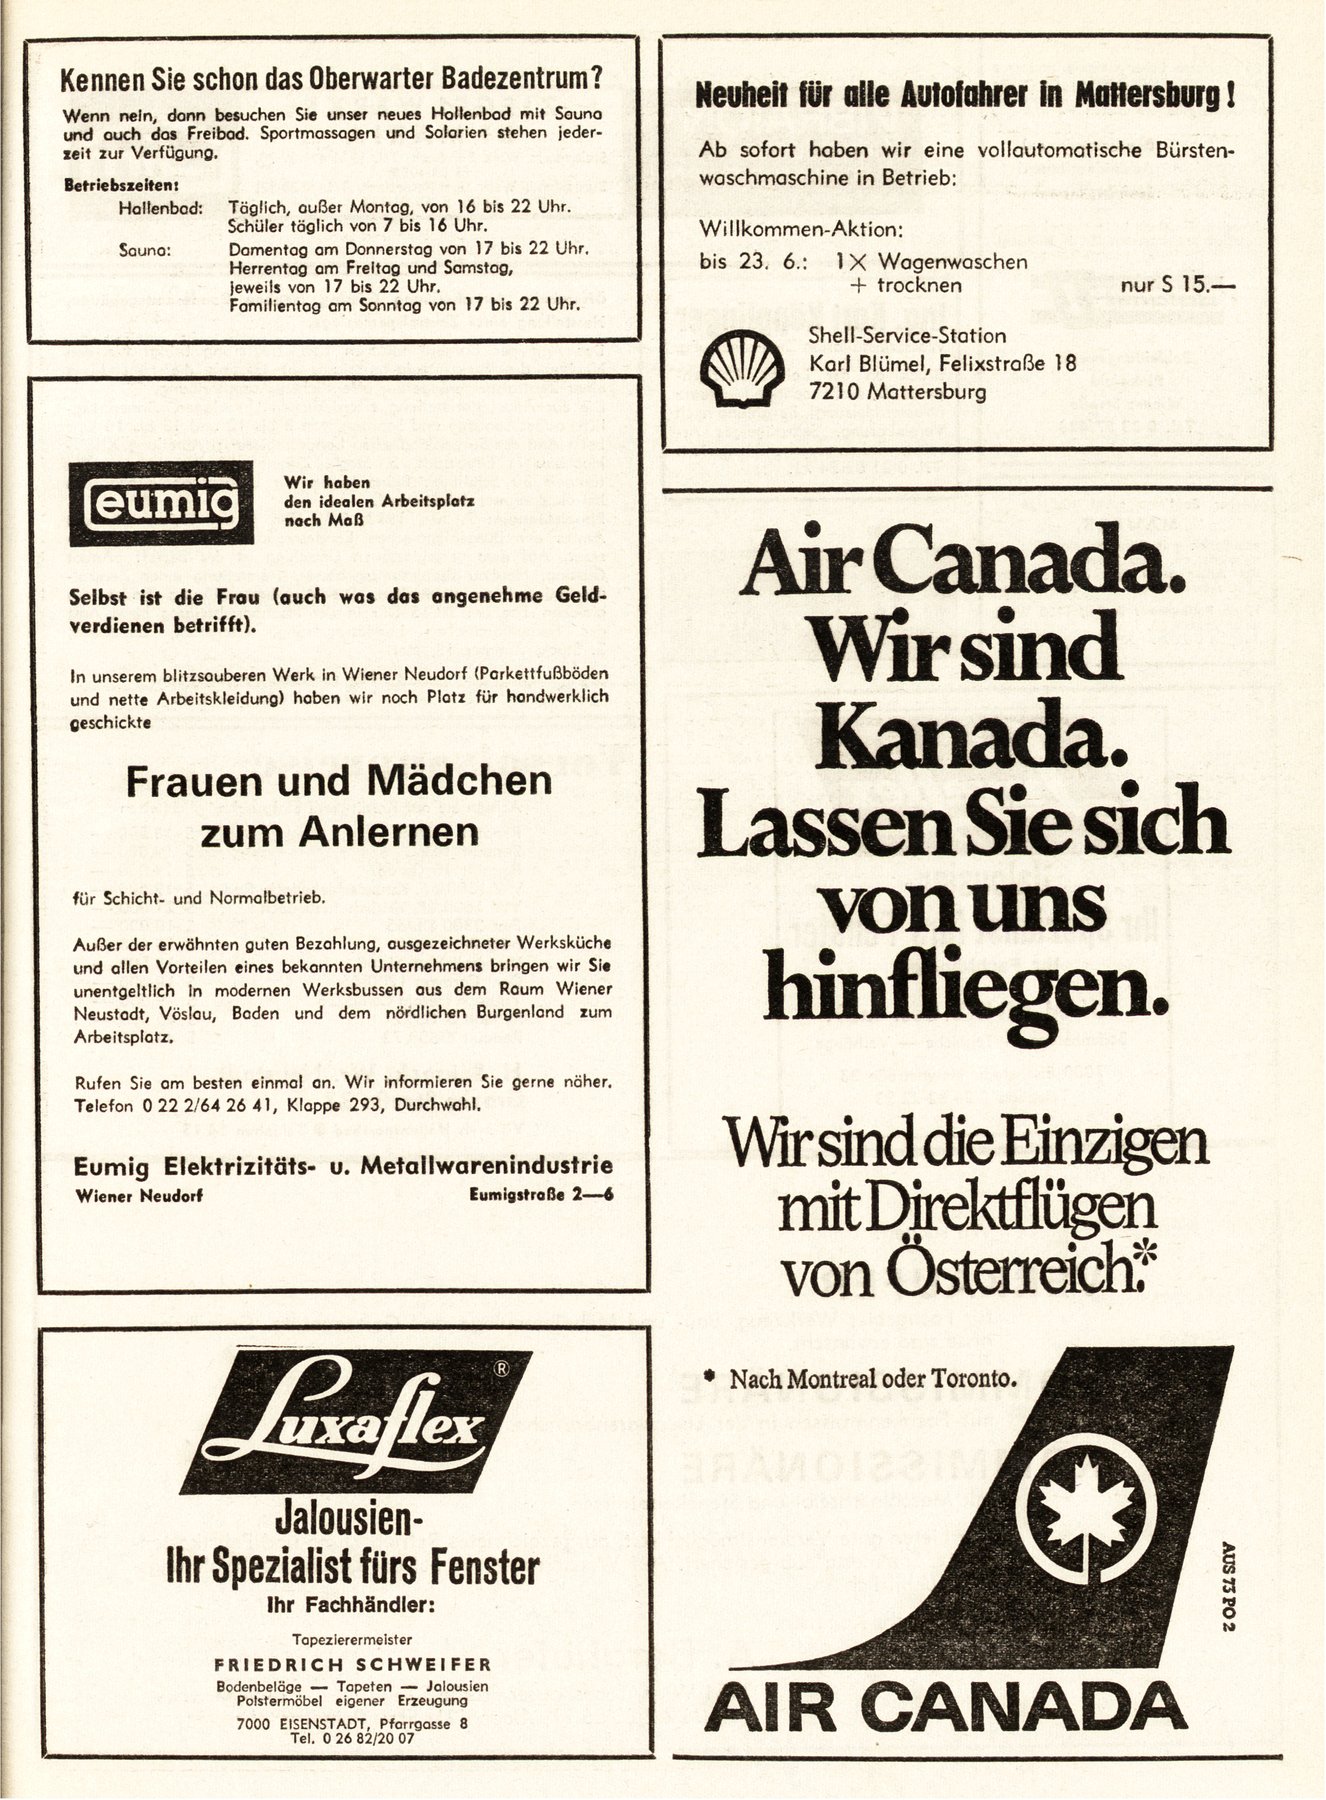 Kennen Sie schon das Oberwarter Badezentrum?
Wenn nein, dann besuchen Sie unser neues Hallenbad mit Sauna
und auch das Freibad. Sportmassagen und Solarien stehen jeder-
zeit zur Verfügung.
Betriebszeiten:
Hallenbad: Täglich, außer Montag, von 16 bis 22 Uhr.
Schüler täglich von 7 bis 16 Uhr.
Sauna: Damentag am Donnerstag von 17 bis 22 Uhr.
Herrentag am Freitag und Samstag,
jeweils von 17 bis 22 Uhr.
Familientag am Sonntag von 17 bis 22 Uhr.
eumig
Wir haben
den idealen Arbeitsplatz
nach Maß
Selbst ist die Frau (auch was das angenehme Geld-
verdienen betrifft).
In unserem blitzsauberen Werk in Wiener Neudorf (Parkettfußböden
und nette Arbeitskleidung) haben wir noch Platz für handwerklich
geschickte
Frauen und Mädchen
zum Anlernen
für Schicht- und Normalbetrieb.
Außer der erwähnten guten Bezahlung, ausgezeichneter Werksküche
und allen Vorteilen eines bekannten Unternehmens bringen wir Sie
unentgeltlich in modernen Werksbussen aus dem Raum Wiener
Neustadt, Vöslau, Baden und dem nördlichen Burgenland zum
Arbeitsplatz.
Rufen Sie am besten einmal an. Wir informieren Sie gerne näher.
Telefon 0 22 2/64 26 41, Klappe 293, Durchwahl.
Eumig Elektrizitäts- u. Metallwarenindustrie
Wiener Neudorf Eumigstraße 2—6
Luxaflex ®
Jalousien-
Ihr Spezialist fürs Fenster
Ihr Fachhändler:
Tapezierermeister
FRIEDRICH SCHWEIFER
Bodenbeläge — Tapeten — Jalousien
Polstermöbel eigener Erzeugung
7000 EISENSTADT, Pfarrgasse 8
Tel. 0 26 82/20 07
Neuheit für alle Autofahrer in Mattersburg!
Ab sofort haben wir eine vollautomatische Bürsten-
waschmaschine in Betrieb:
Willkommen-Aktion:
bis 23. 6.: 1× Wagenwaschen
+ trocknen nur S 15.—
Shell-Service-Station
Karl Blümel, Felixstraße 18
7210 Mattersburg
Air Canada.
Wir sind
Kanada.
Lassen Sie sich
von uns
hinfliegen.
Wir sind die Einzigen
mit Direktflügen
von Österreich.*
* Nach Montreal oder Toronto.
AUS 73 PO 2
AIR CANADA